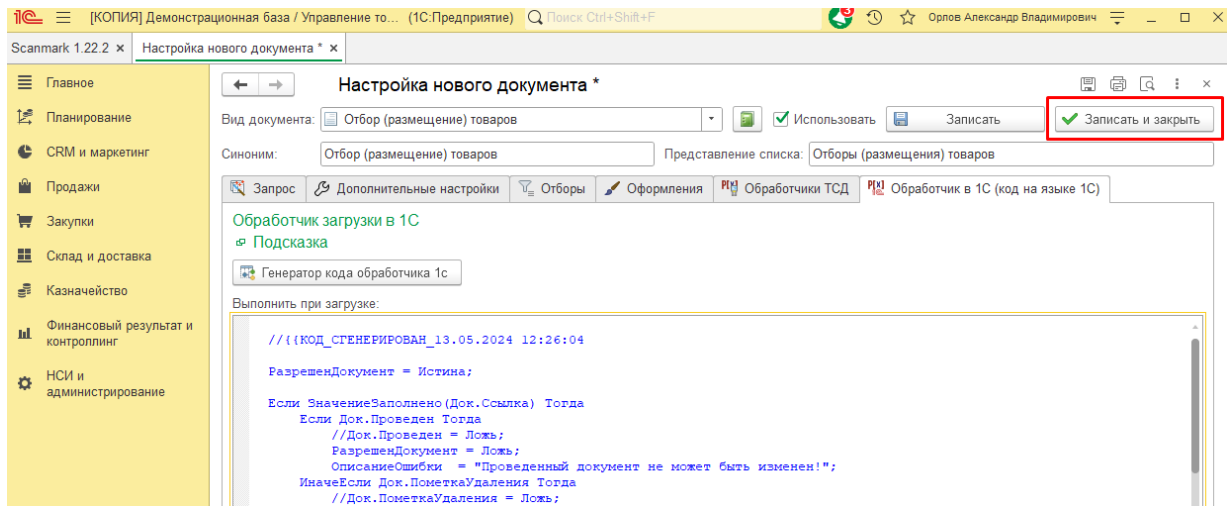 [КОПИЯ] Демонстрационная база / Управление то... (1С:Предприятие) Поиск Ctrl+Shift+F 3 Орлов Александр Владимирович
Scanmark 1.22.2 × Настройка нового документа * ×
Главное
Планирование
CRM и маркетинг
Продажи
Закупки
Склад и доставка
Казначейство
Финансовый результат и
контроллинг
НСИ и
администрирование
Настройка нового документа *
Вид документа: Отбор (размещение) товаров Использовать Записать Записать и закрыть
Синоним: Отбор (размещение) товаров Представление списка: Отборы (размещения) товаров
Запрос Дополнительные настройки Отборы Оформления Обработчики ТСД Обработчик в 1С (код на языке 1С)
Обработчик загрузки в 1С
Подсказка
Генератор кода обработчика 1с
Выполнить при загрузке:
//{{КОД_СГЕНЕРИРОВАН_13.05.2024 12:26:04
РазрешенДокумент = Истина;
Если ЗначениеЗаполнено(Док.Ссылка) Тогда
Если Док.Проведен Тогда
//Док.Проведен = Ложь;
РазрешенДокумент = Ложь;
ОписаниеОшибки = "Проведенный документ не может быть изменен!";
ИначеЕсли Док.ПометкаУдаления Тогда
//Док.ПометкаУдаления = Ложь;